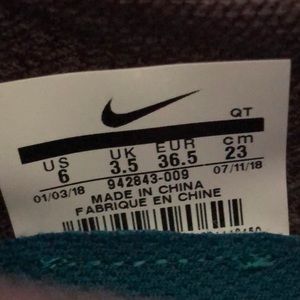 QT
US UK EUR cm
6 3.5 36.5 23
01/03/18 942843-009 07/11/18
MADE IN CHINA
FABRIQUE EN CHINE